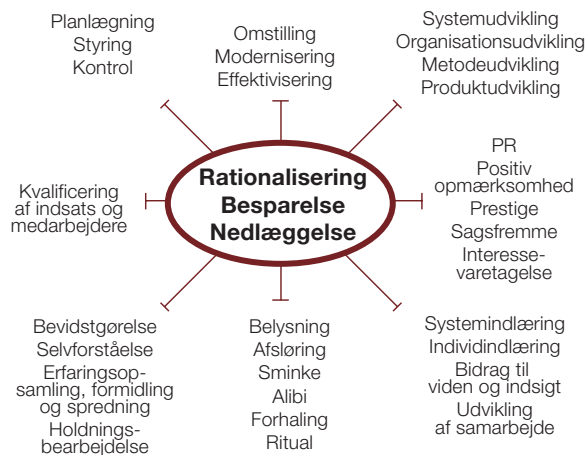 Planlægning
Styring
Kontrol
Omstilling
Modernisering
Effektivisering
Systemudvikling
Organisationsudvikling
Metodeudvikling
Produktudvikling
Kvalificering
af indsats og
medarbejdere
Rationalisering
Besparelse
Nedlæggelse
PR
Positiv
opmærksomhed
Prestige
Sagsfremme
Interesse-
varetagelse
Bevidstgørelse
Selvforståelse
Erfaringsop-
samling, formidling
og spredning
Holdnings-
bearbejdelse
Belysning
Afsløring
Sminke
Alibi
Forhaling
Ritual
Systemindlæring
Individindlæring
Bidrag til
viden og indsigt
Udvikling
af samarbejde